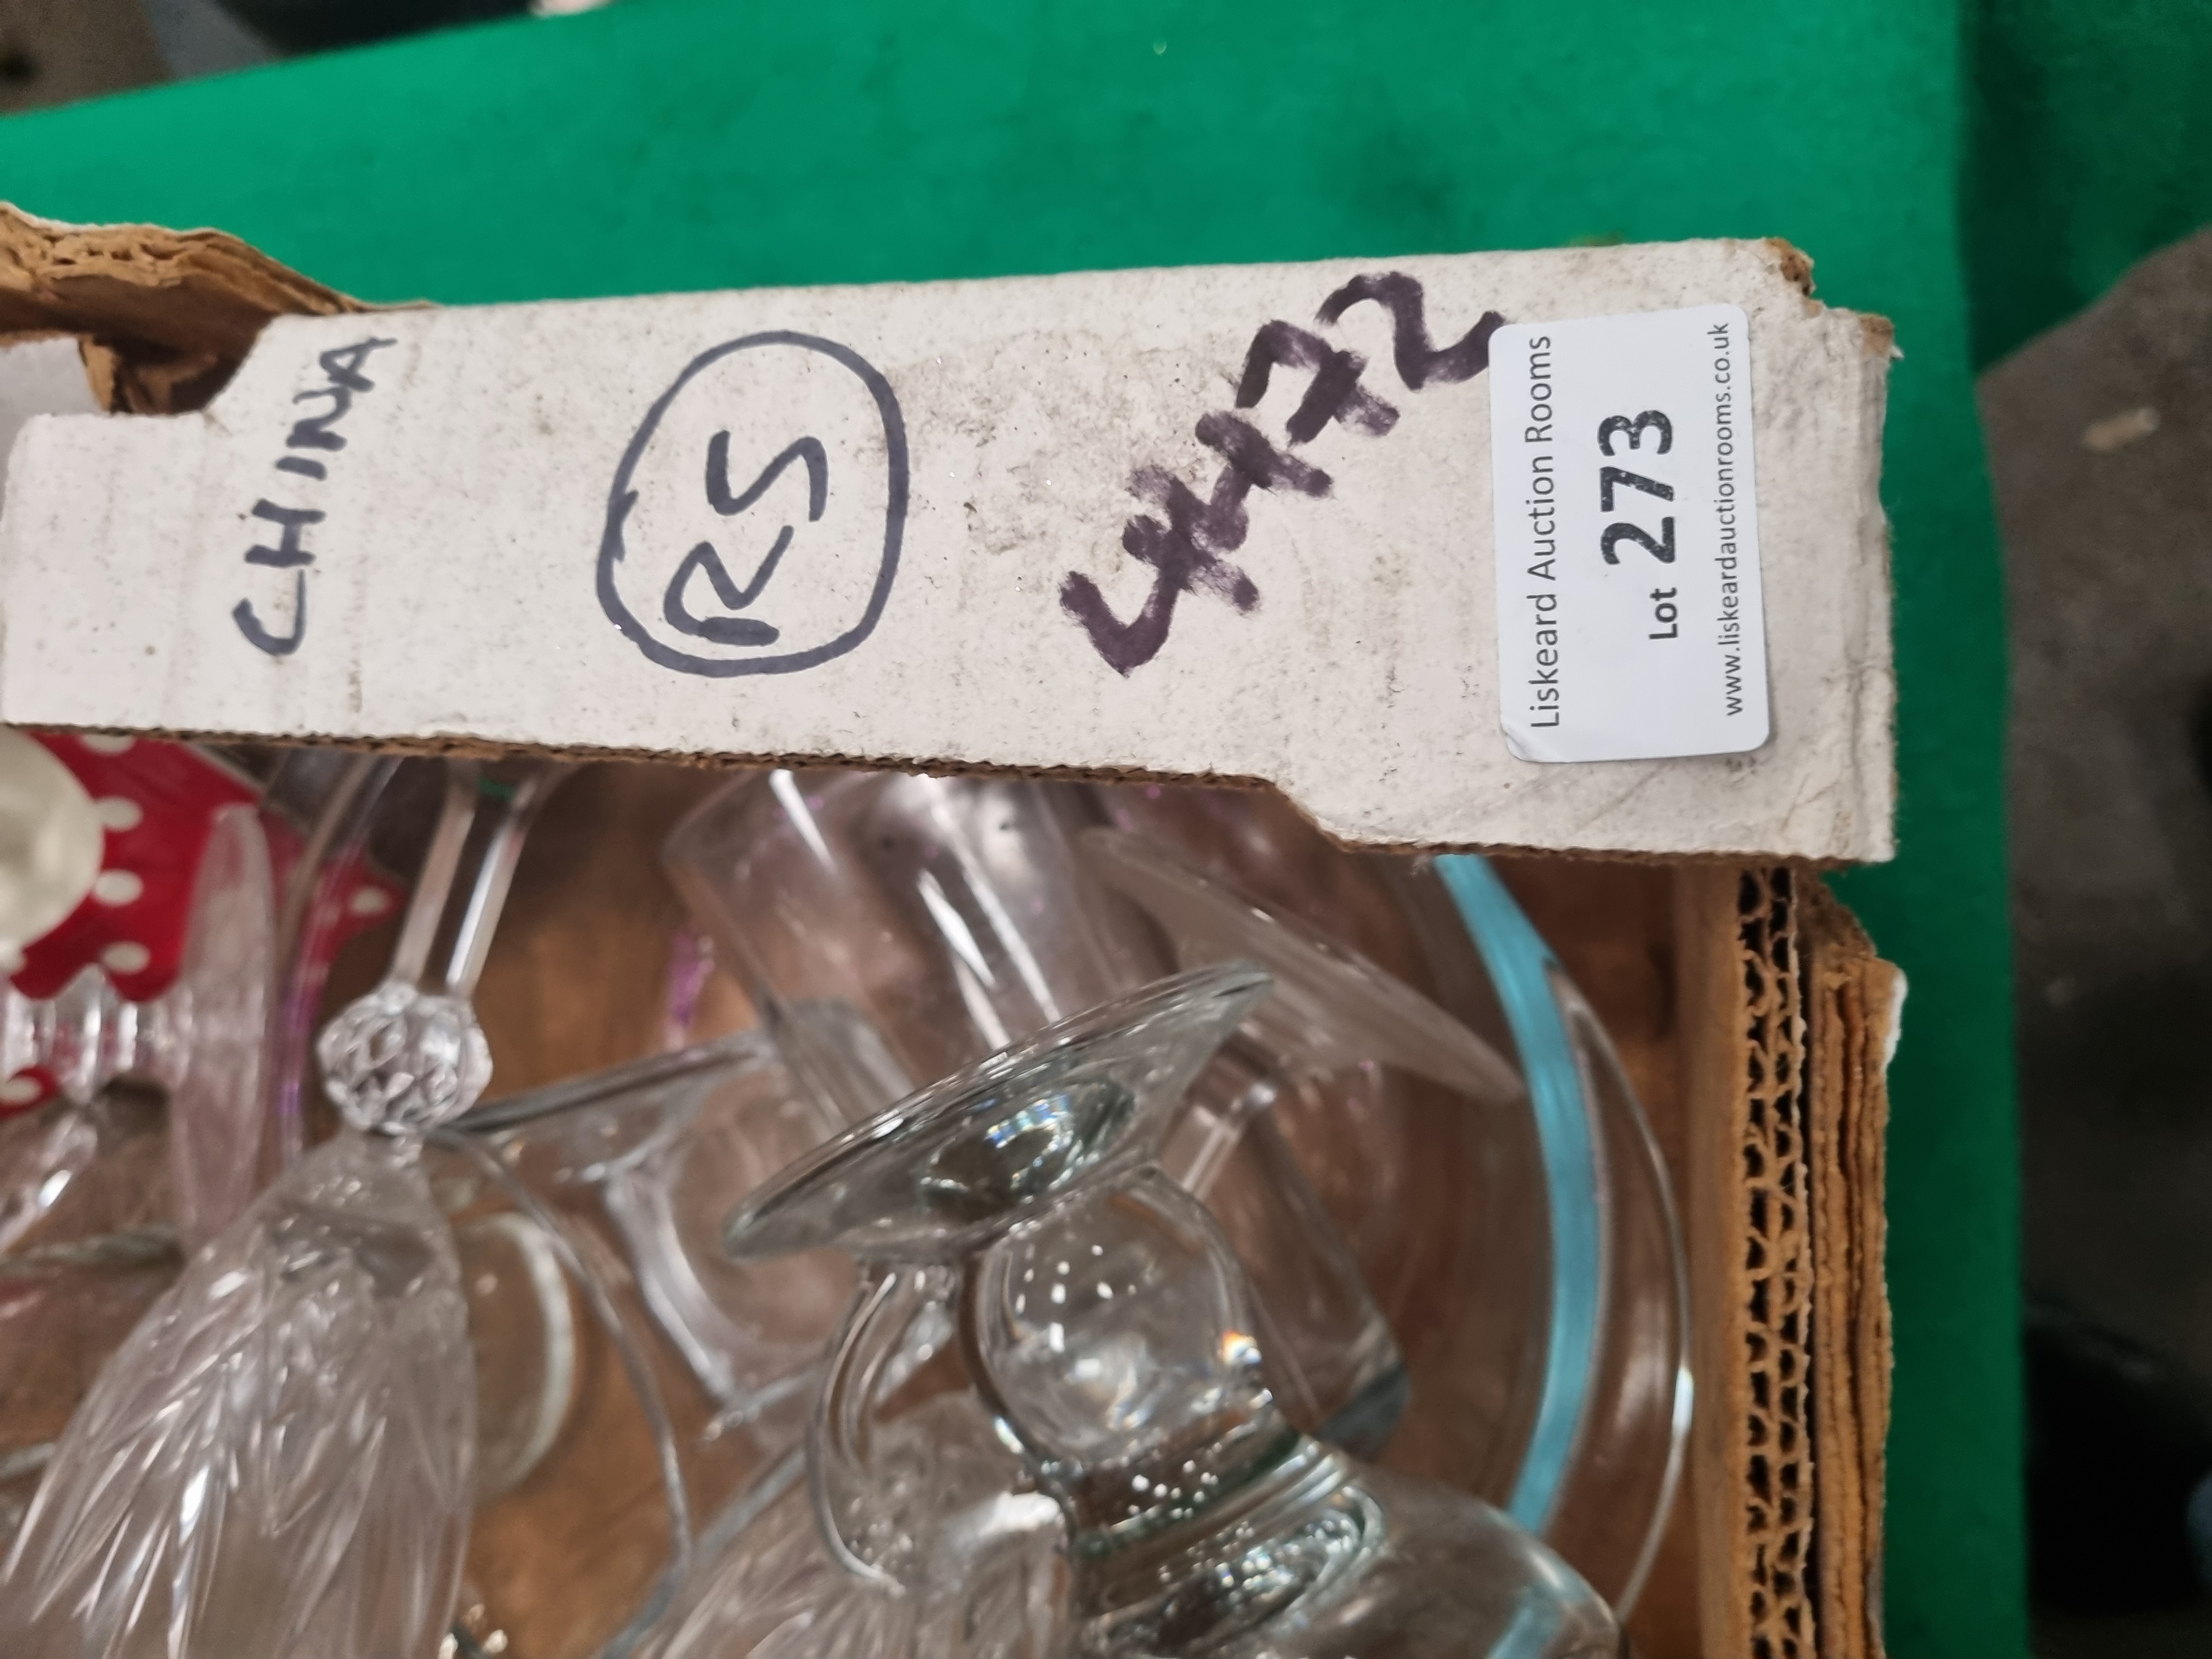 CHINA
RS
4472
Liskeard Auction Rooms
Lot 273
www.liskeardauctionrooms.co.uk